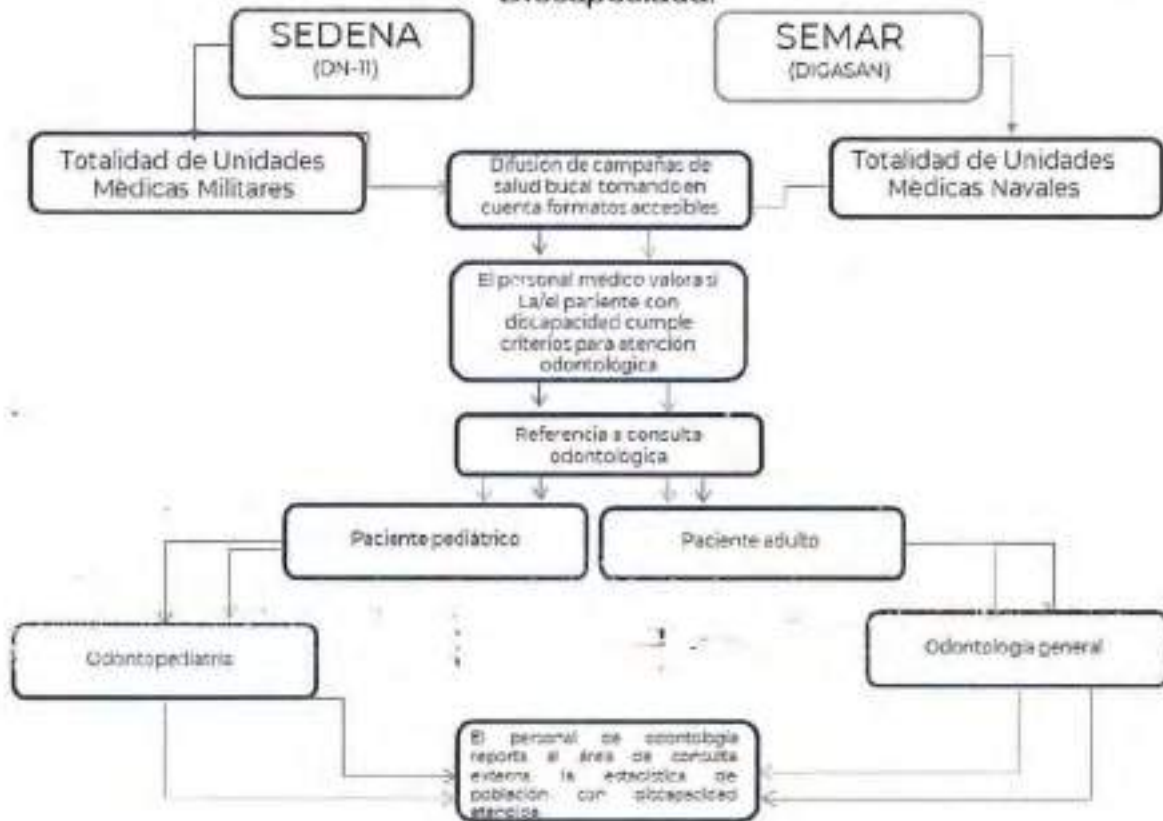 Discapacidad.
SEDENA
(DN-11)
SEMAR
(DIGASAN)
Totalidad de Unidades
Médicas Militares
Difusión de campañas de
salud bucal tomando en
cuenta formatos accesibles
Totalidad de Unidades
Médicas Navales
El personal médico valora si
La/el paciente con
discapacidad cumple
criterios para atención
odontológica
Referencia a consulta
odontológica
Paciente pediátrico
Paciente adulto
Odontopediatría
Odontología general
El personal de odontología
reporta al área de consulta
externa la estadística de
población con discapacidad
atendida.